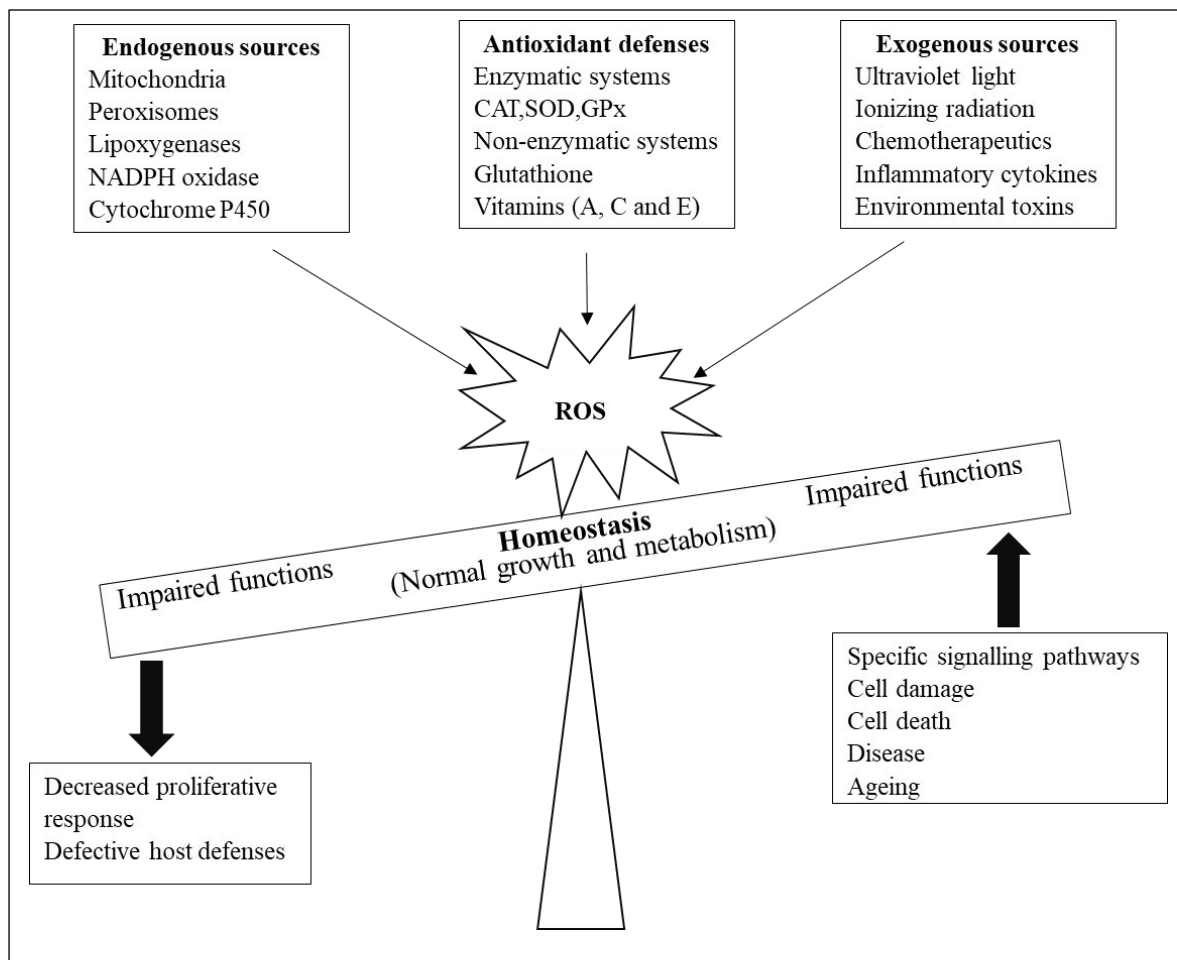 Endogenous sources
Mitochondria
Peroxisomes
Lipoxygenases
NADPH oxidase
Cytochrome P450
Antioxidant defenses
Enzymatic systems
CAT,SOD,GPx
Non-enzymatic systems
Glutathione
Vitamins (A, C and E)
Exogenous sources
Ultraviolet light
Ionizing radiation
Chemotherapeutics
Inflammatory cytokines
Environmental toxins
ROS
Impaired functions
Homeostasis
(Normal growth and metabolism)
Impaired functions
Decreased proliferative
response
Defective host defenses
Specific signalling pathways
Cell damage
Cell death
Disease
Ageing